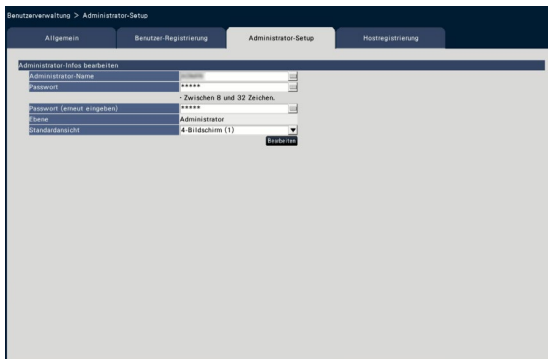 Benutzerverwaltung > Administrator-Setup
Allgemein Benutzer-Registrierung Administrator-Setup Hostregistrierung
Administrator-Infos bearbeiten
Administrator-Name
Passwort *****
· Zwischen 8 und 32 Zeichen.
Passwort (erneut eingeben) *****
Ebene Administrator
Standardansicht 4-Bildschirm (1)
Bearbeiten